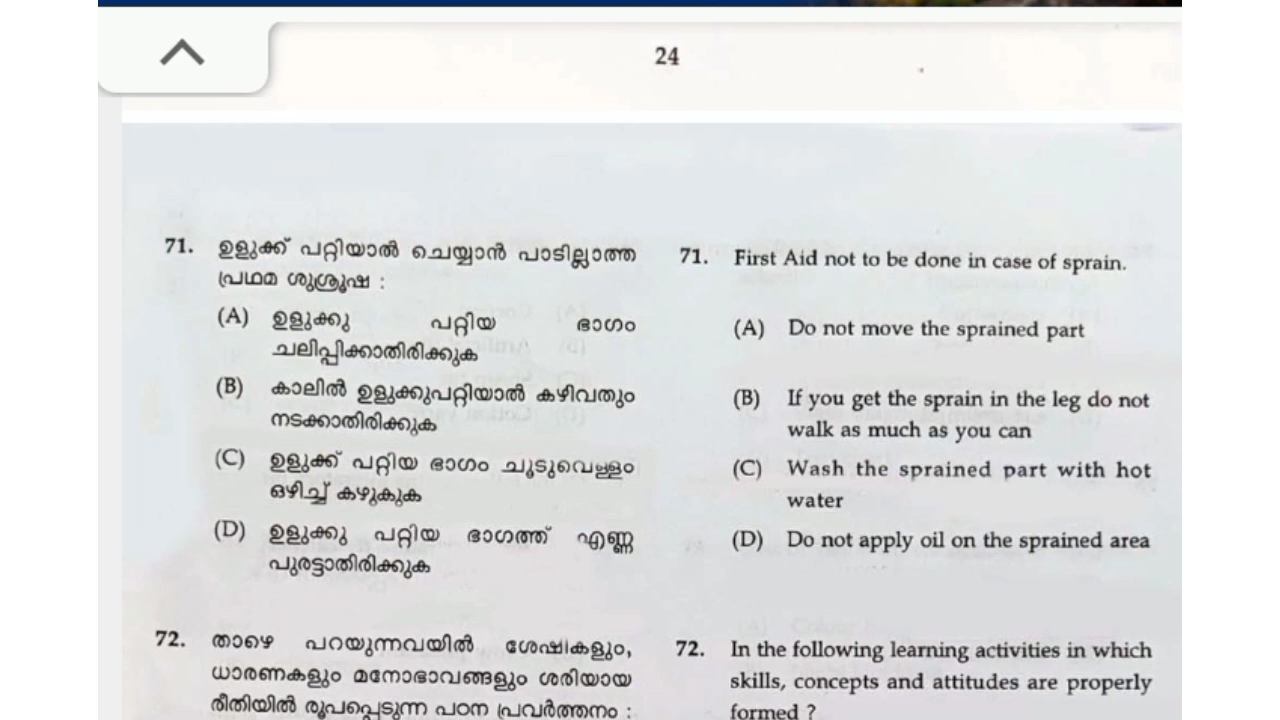 24
71. ഉളുക്ക് പറ്റിയാൽ ചെയ്യാൻ പാടില്ലാത്ത
പ്രഥമ ശുശ്രൂഷ :
(A) ഉളുക്കു പറ്റിയ ഭാഗം
ചലിപ്പിക്കാതിരിക്കുക
(B) കാലിൽ ഉളുക്കുപറ്റിയാൽ കഴിവതും
നടക്കാതിരിക്കുക
(C) ഉളുക്ക് പറ്റിയ ഭാഗം ചൂടുവെള്ളം
ഒഴിച്ച് കഴുകുക
(D) ഉളുക്കു പറ്റിയ ഭാഗത്ത് എണ്ണ
പുരട്ടാതിരിക്കുക
72. താഴെ പറയുന്നവയിൽ ശേഷികളും,
ധാരണകളും മനോഭാവങ്ങളും ശരിയായ
രീതിയിൽ രൂപപ്പെടുന്ന പഠന പ്രവർത്തനം :
71. First Aid not to be done in case of sprain.
(A) Do not move the sprained part
(B) If you get the sprain in the leg do not
walk as much as you can
(C) Wash the sprained part with hot
water
(D) Do not apply oil on the sprained area
72. In the following learning activities in which
skills, concepts and attitudes are properly
formed ?